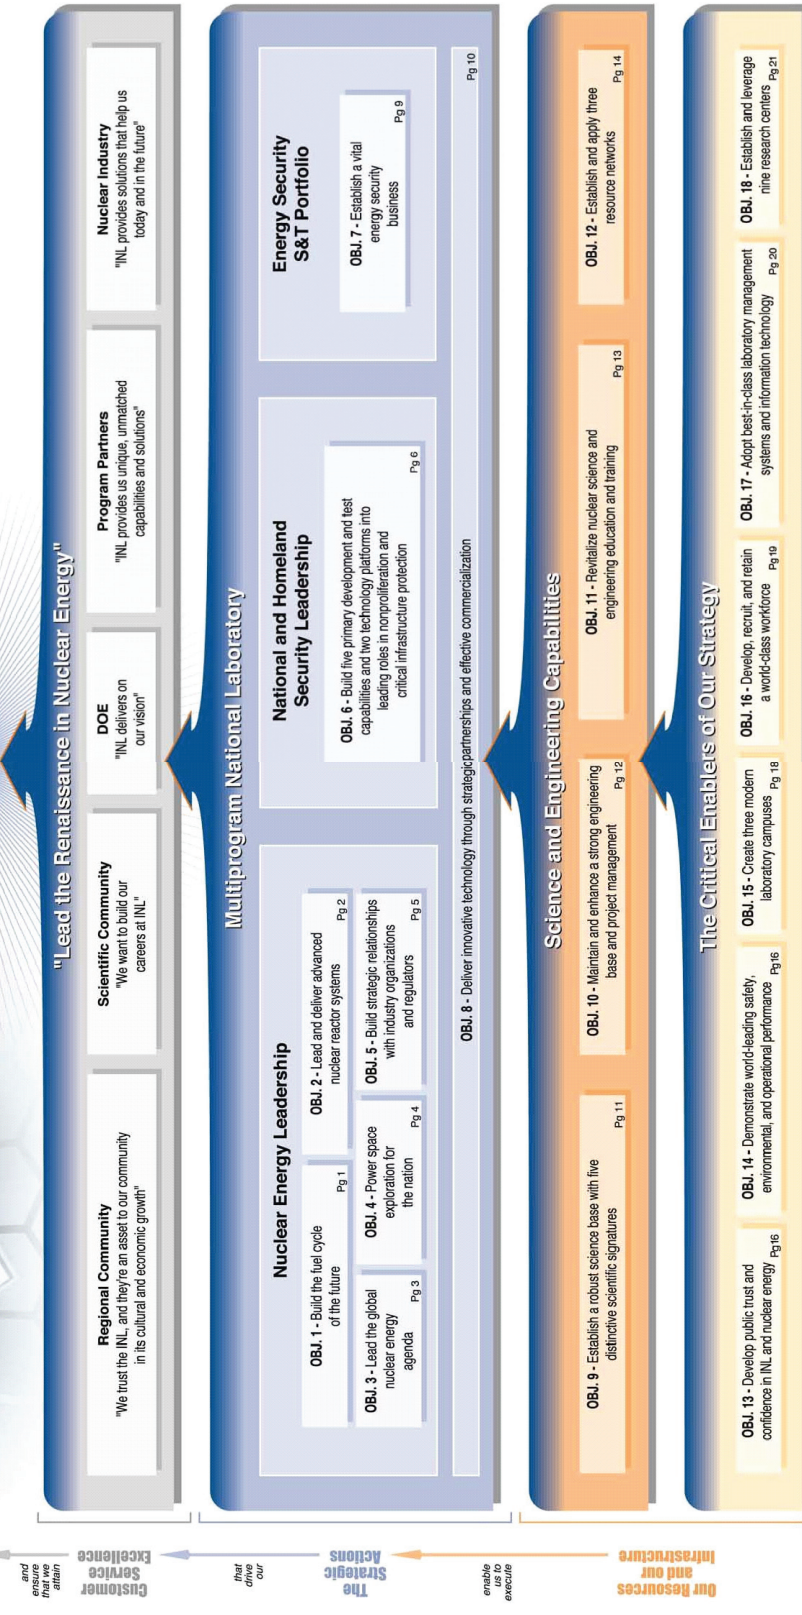 "Lead the Renaissance in Nuclear Energy"
Regional Community
"We trust the INL, and they're an asset to our community
in its cultural and economic growth"
Scientific Community
"We want to build our
careers at INL"
DOE
"INL delivers on
our vision"
Program Partners
"INL provides us unique, unmatched
capabilities and solutions"
Nuclear Industry
"INL provides solutions that help us
today and in the future"
Customer
Service
Excellence
and
ensure
that we
attain
Multiprogram National Laboratory
Nuclear Energy Leadership
OBJ. 1 - Build the fuel cycle
of the future
Pg 1
OBJ. 2 - Lead and deliver advanced
nuclear reactor systems
Pg 2
OBJ. 3 - Lead the global
nuclear energy
agenda
Pg 3
OBJ. 4 - Power space
exploration for
the nation
Pg 4
OBJ. 5 - Build strategic relationships
with industry organizations
and regulators
Pg 5
National and Homeland
Security Leadership
OBJ. 6 - Build five primary development and test
capabilities and two technology platforms into
leading roles in nonproliferation and
critical infrastructure protection
Pg 6
Energy Security
S&T Portfolio
OBJ. 7 - Establish a vital
energy security
business
Pg 9
OBJ. 8 - Deliver innovative technology through strategicpartnerships and effective commercialization
Pg 10
The
Strategic
Actions
that
drive
our
Science and Engineering Capabilities
OBJ. 9 - Establish a robust science base with five
distinctive scientific signatures
Pg 11
OBJ. 10 - Maintain and enhance a strong engineering
base and project management
Pg 12
OBJ. 11 - Revitalize nuclear science and
engineering education and training
Pg 13
OBJ. 12 - Establish and apply three
resource networks
Pg 14
enable
us to
execute
The Critical Enablers of Our Strategy
OBJ. 13 - Develop public trust and
confidence in INL and nuclear energy
Pg16
OBJ. 14 - Demonstrate world-leading safety,
environmental, and operational performance
Pg16
OBJ. 15 - Create three modern
laboratory campuses
Pg 18
OBJ. 16 - Develop, recruit, and retain
a world-class workforce
Pg19
OBJ. 17 - Adopt best-in-class laboratory management
systems and information technology
Pg 20
OBJ. 18 - Establish and leverage
nine research centers
Pg 21
Our Resources
and our
Infrastructure